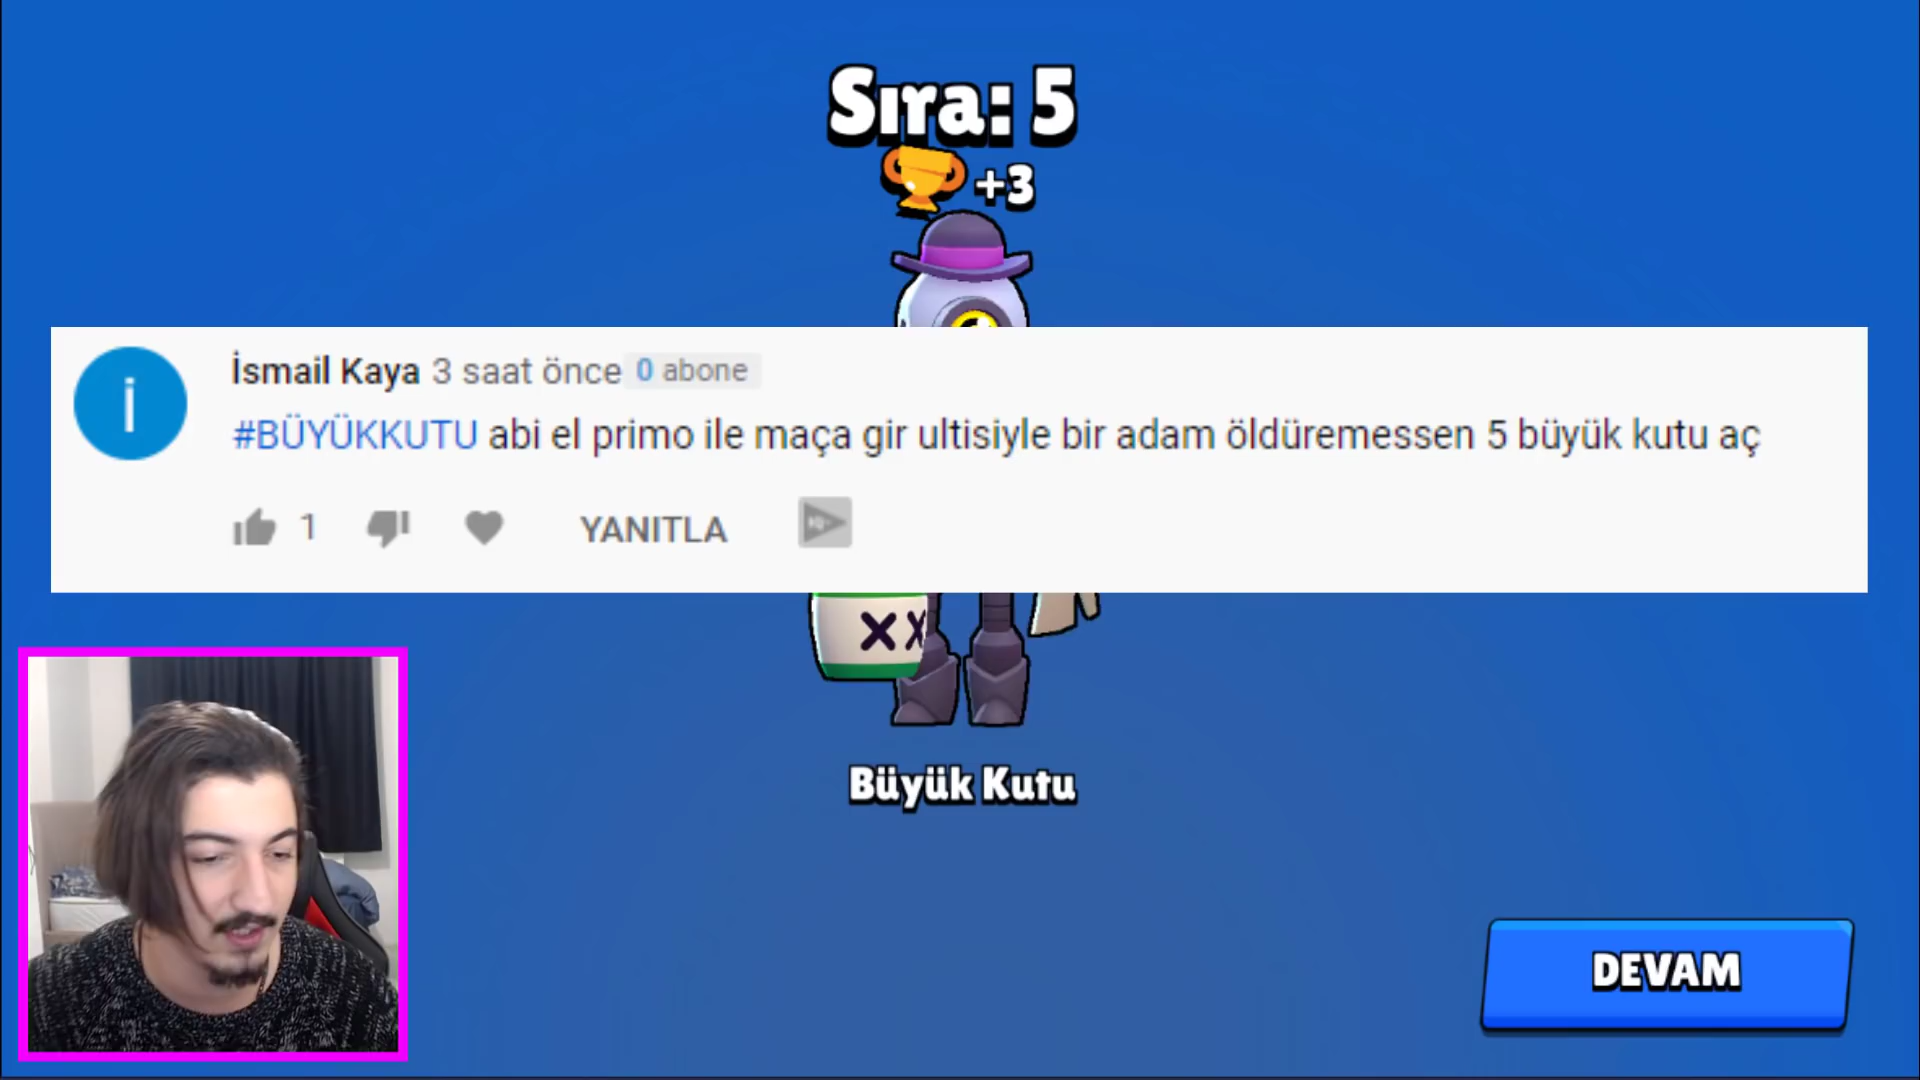 Sıra: 5
+3
İsmail Kaya 3 saat önce 0 abone
#BÜYÜKKUTU abi el primo ile maça gir ultisiyle bir adam öldüremessen 5 büyük kutu aç
1 YANITLA
XX
Büyük Kutu
DEVAM